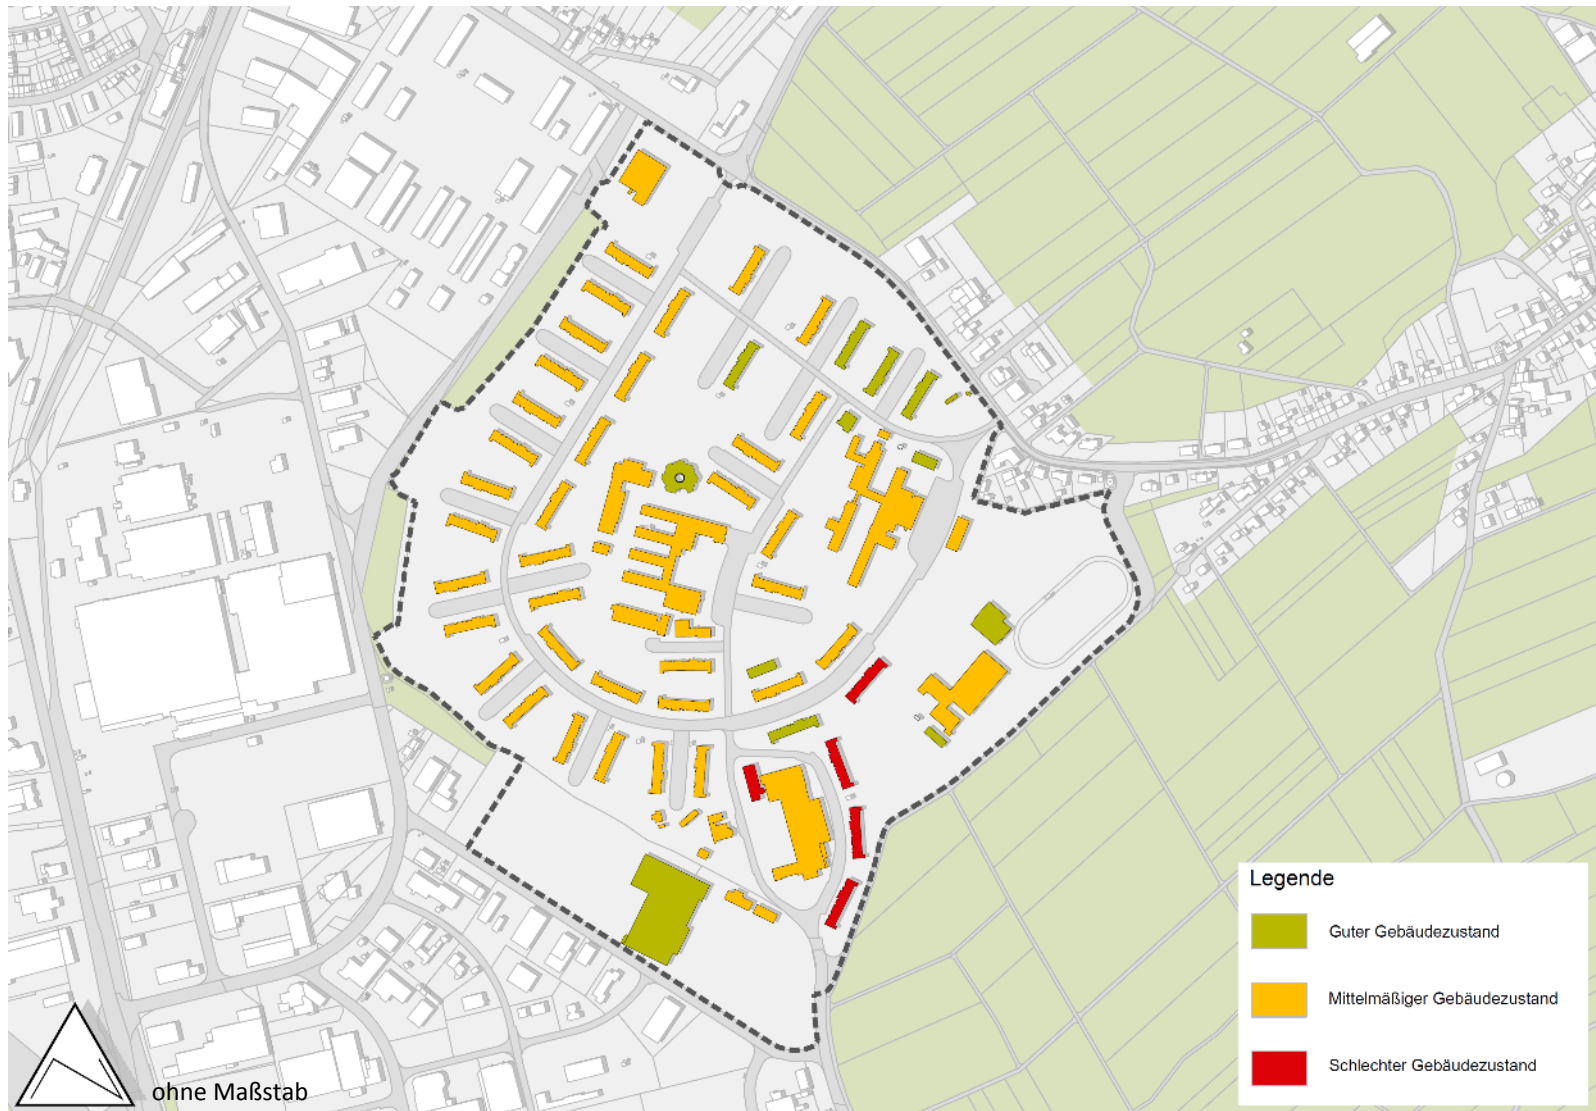 Legende
Guter Gebäudezustand
Mittelmäßiger Gebäudezustand
Schlechter Gebäudezustand
ohne Maßstab